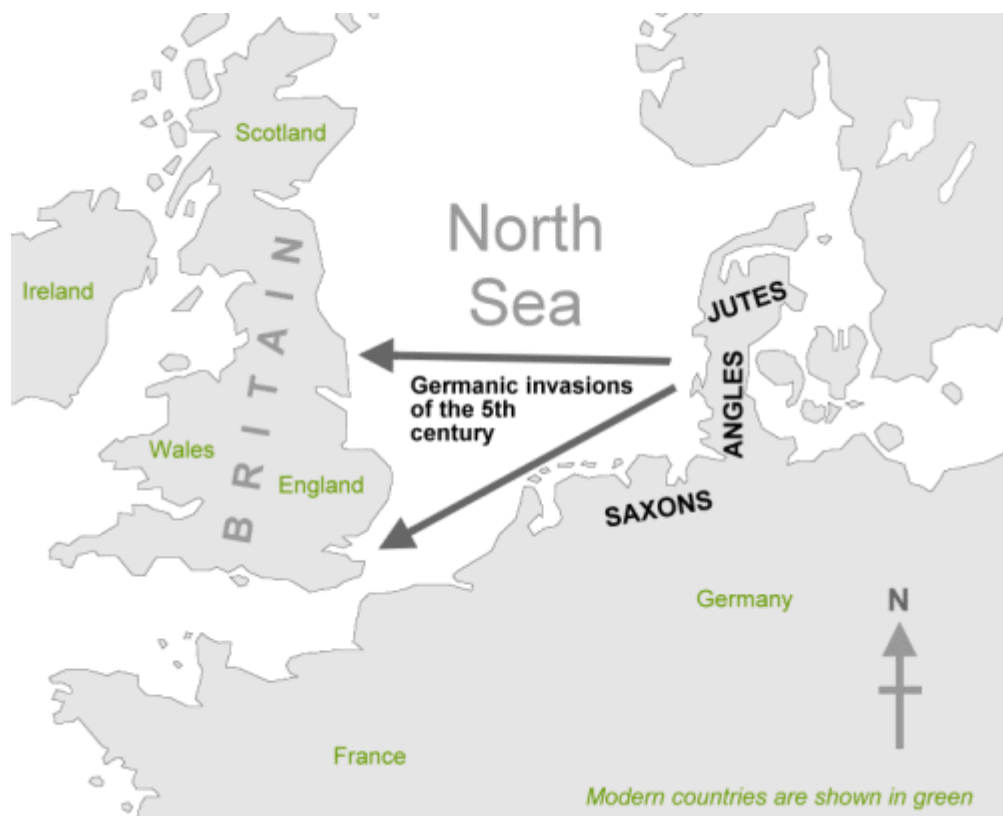 Scotland
North
Sea
Ireland
BRITAIN
JUTES
ANGLES
Germanic invasions
of the 5th
century
Wales
England
SAXONS
Germany
N
France
Modern countries are shown in green